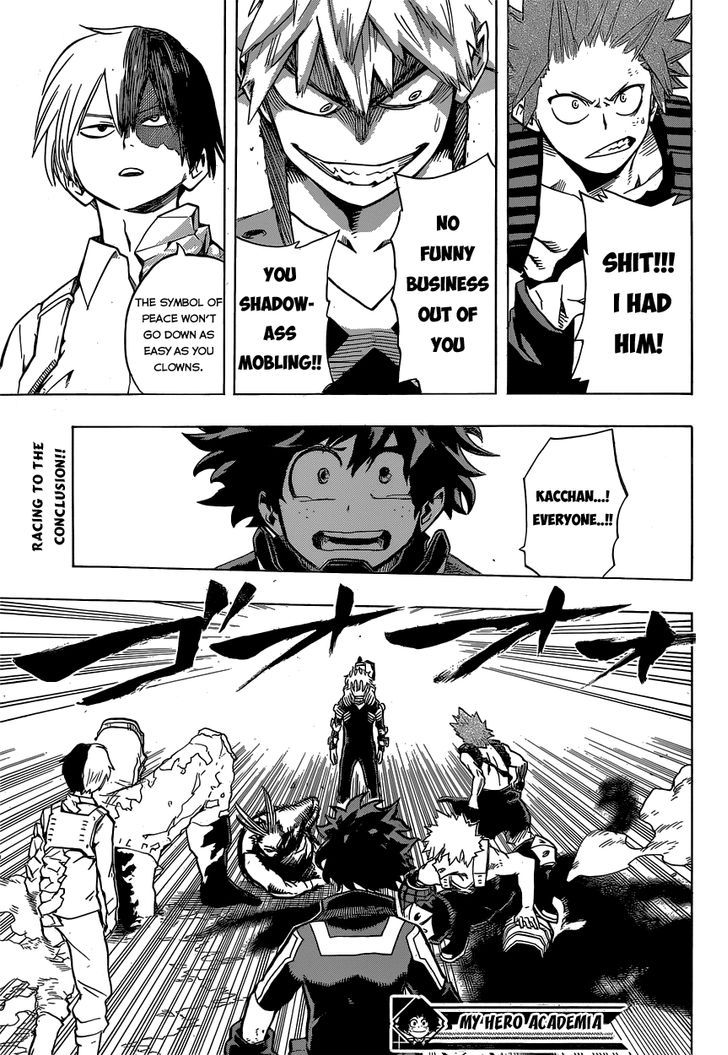 SHIT!!!
I HAD
HIM!
NO
FUNNY
BUSINESS
OUT OF
YOU
YOU
SHADOW-
ASS
MOBLING!!
THE SYMBOL OF
PEACE WON'T
GO DOWN AS
EASY AS YOU
CLOWNS.
KACCHAN...!
EVERYONE..!!
RACING TO THE
CONCLUSION!!
ゴオオオ
MY HERO ACADEMIA